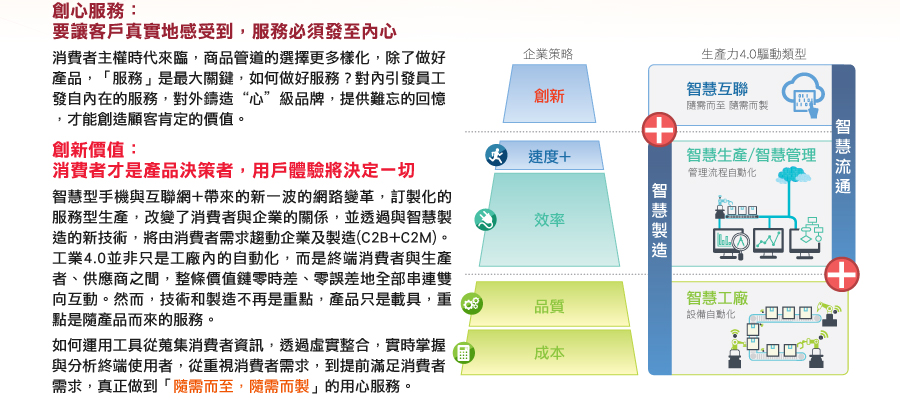 創心服務：
要讓客戶真實地感受到，服務必須發至內心
消費者主權時代來臨，商品管道的選擇更多樣化，除了做好
產品，「服務」是最大關鍵，如何做好服務？對內引發員工
發自內在的服務，對外鑄造“心”級品牌，提供難忘的回憶
，才能創造顧客肯定的價值。
創新價值：
消費者才是產品決策者，用戶體驗將決定一切
智慧型手機與互聯網+帶來的新一波的網路變革，訂製化的
服務型生產，改變了消費者與企業的關係，並透過與智慧製
造的新技術，將由消費者需求趨動企業及製造(C2B+C2M)。
工業4.0並非只是工廠內的自動化，而是終端消費者與生產
者、供應商之間，整條價值鏈零時差、零誤差地全部串連雙
向互動。然而，技術和製造不再是重點，產品只是載具，重
點是隨產品而來的服務。
如何運用工具從蒐集消費者資訊，透過虛實整合，實時掌握
與分析終端使用者，從重視消費者需求，到提前滿足消費者
需求，真正做到「隨需而至，隨需而製」的用心服務。
企業策略
創新
速度+
效率
品質
成本
生產力4.0驅動類型
智慧互聯
隨需而至 隨需而製
智慧生產/智慧管理
管理流程自動化
智慧工廠
設備自動化
智慧製造
智慧流通